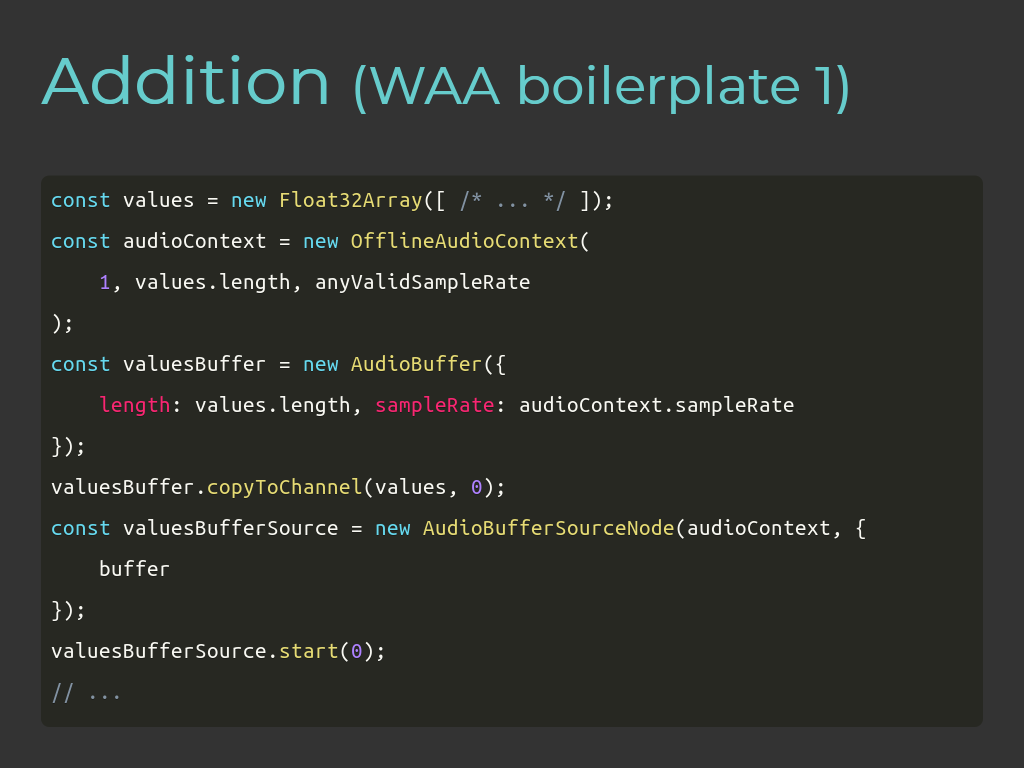 Addition (WAA boilerplate 1)
const values = new Float32Array([ /* ... */ ]);
const audioContext = new OfflineAudioContext(
    1, values.length, anyValidSampleRate
);
const valuesBuffer = new AudioBuffer({
    length: values.length, sampleRate: audioContext.sampleRate
});
valuesBuffer.copyToChannel(values, 0);
const valuesBufferSource = new AudioBufferSourceNode(audioContext, {
    buffer
});
valuesBufferSource.start(0);
// ...